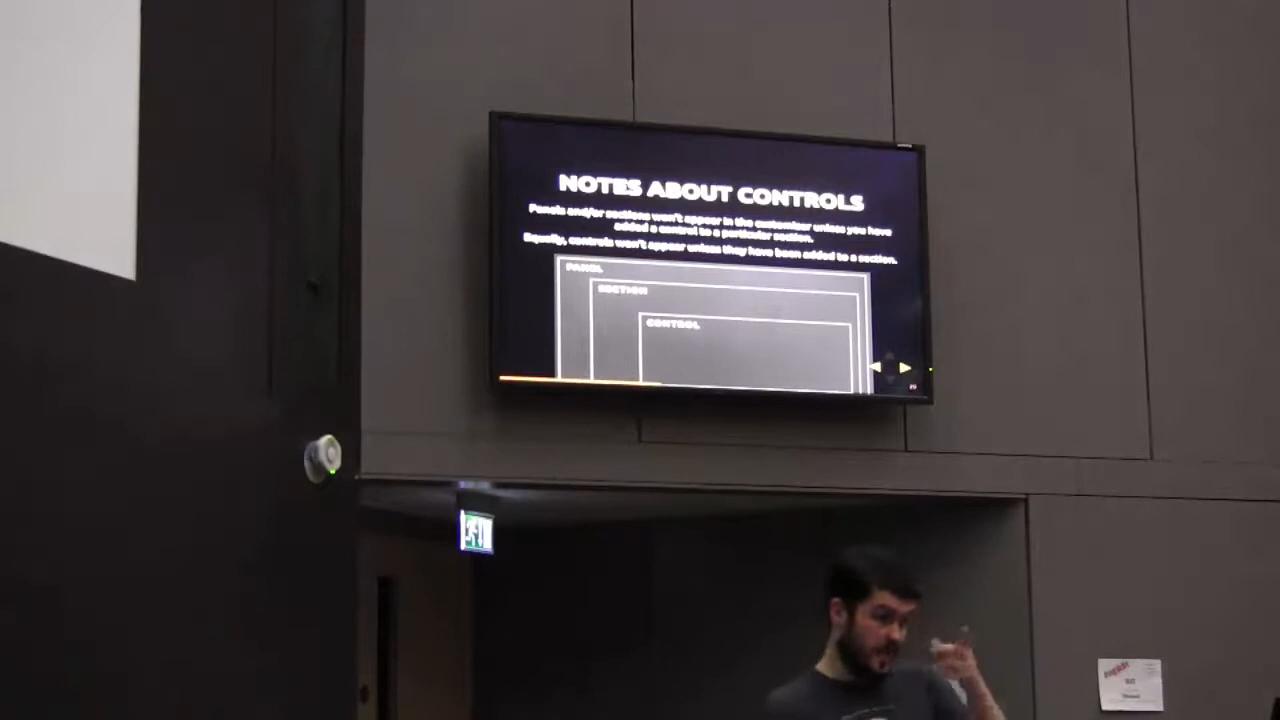 NOTES ABOUT CONTROLS
Panels and/or sections won't appear in the customizer unless you have
added a control to a particular section.
Equally, controls won't appear unless they have been added to a section.
PANEL
SECTION
CONTROL